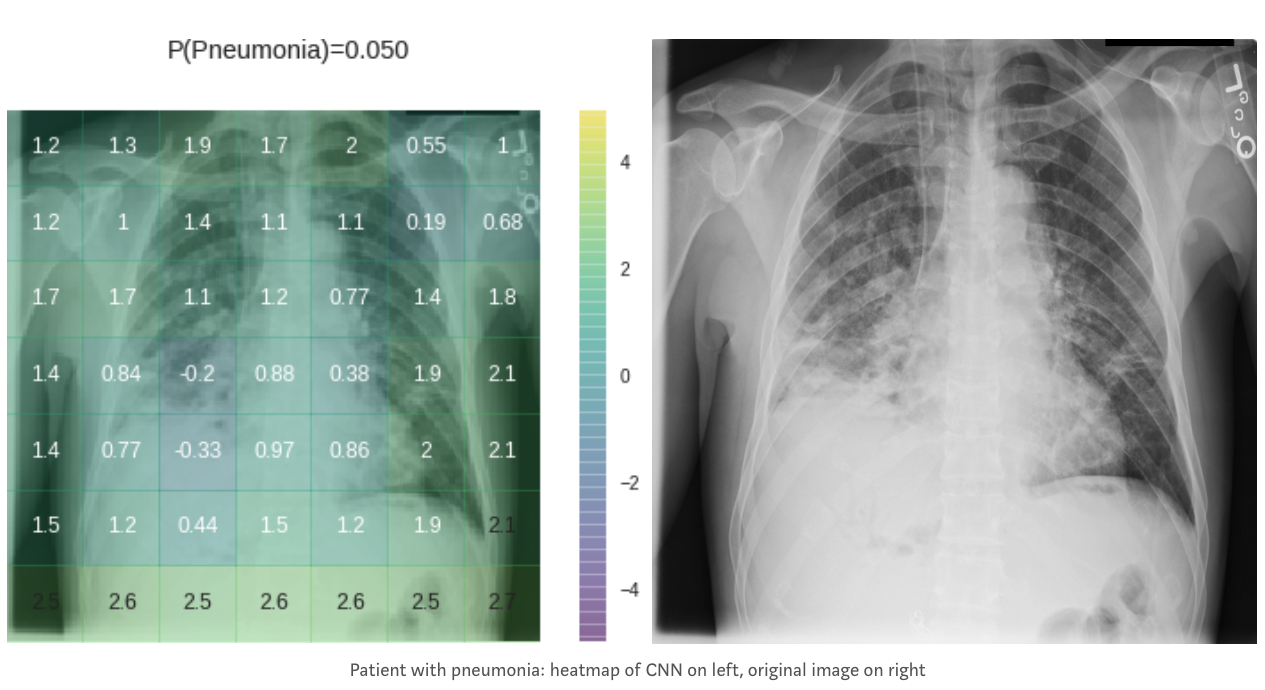 P(Pneumonia)=0.050
1.2 1.3 1.9 1.7 2 0.55 1
1.2 1 1.4 1.1 1.1 0.19 0.68
1.7 1.7 1.1 1.2 0.77 1.4 1.8
1.4 0.84 -0.2 0.88 0.38 1.9 2.1
1.4 0.77 -0.33 0.97 0.86 2 2.1
1.5 1.2 0.44 1.5 1.2 1.9 2.1
2.5 2.6 2.5 2.6 2.6 2.5 2.7
4
2
0
−2
−4
L
Patient with pneumonia: heatmap of CNN on left, original image on right